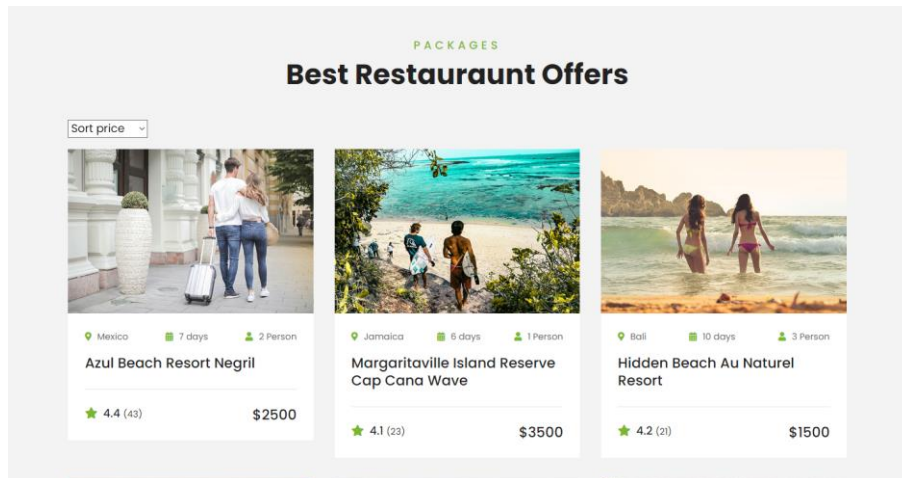 PACKAGES
Best Restauraunt Offers
Sort price
Mexico 7 days 2 Person
Azul Beach Resort Negril
4.4 (43) $2500
Jamaica 6 days 1 Person
Margaritaville Island Reserve
Cap Cana Wave
4.1 (23) $3500
Bali 10 days 3 Person
Hidden Beach Au Naturel
Resort
4.2 (21) $1500